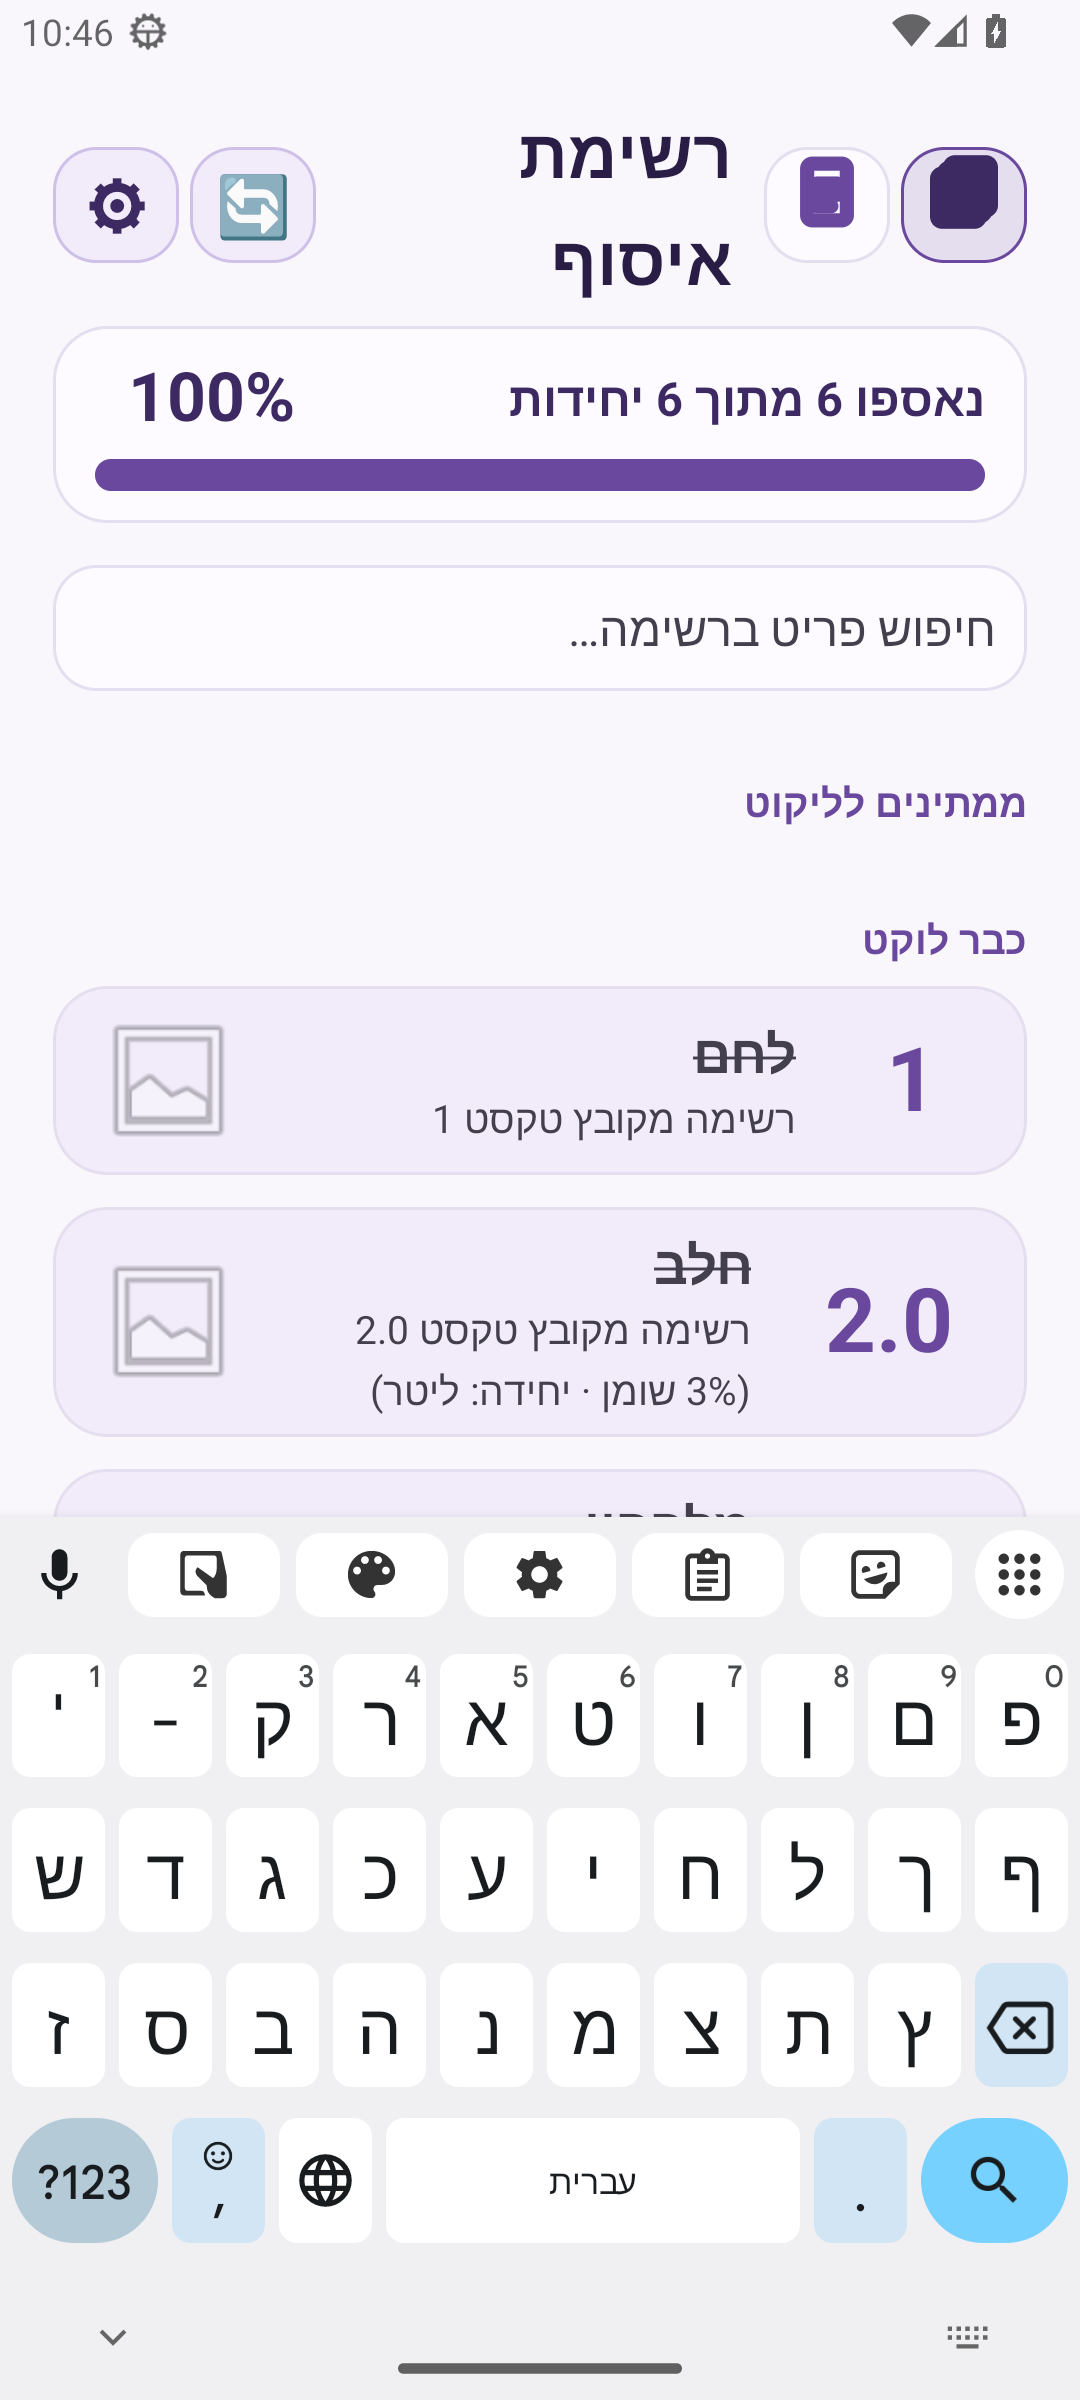 10:46
רשימת
איסוף
נאספו 6 מתוך 6 יחידות
100%
חיפוש פריט ברשימה...
ממתינים לליקוט
כבר לוקט
1
לחם
רשימה מקובץ טקסט 1
2.0
חלב
רשימה מקובץ טקסט 2.0
(3% שומן · יחידה: ליטר)
' 1 - 2 ק 3 ר 4 א 5 ט 6 ו 7 ן 8 ם 9 פ 0
ש ד ג כ ע י ח ל ך ף
ז ס ב ה נ מ צ ת ץ
?123 , עברית .